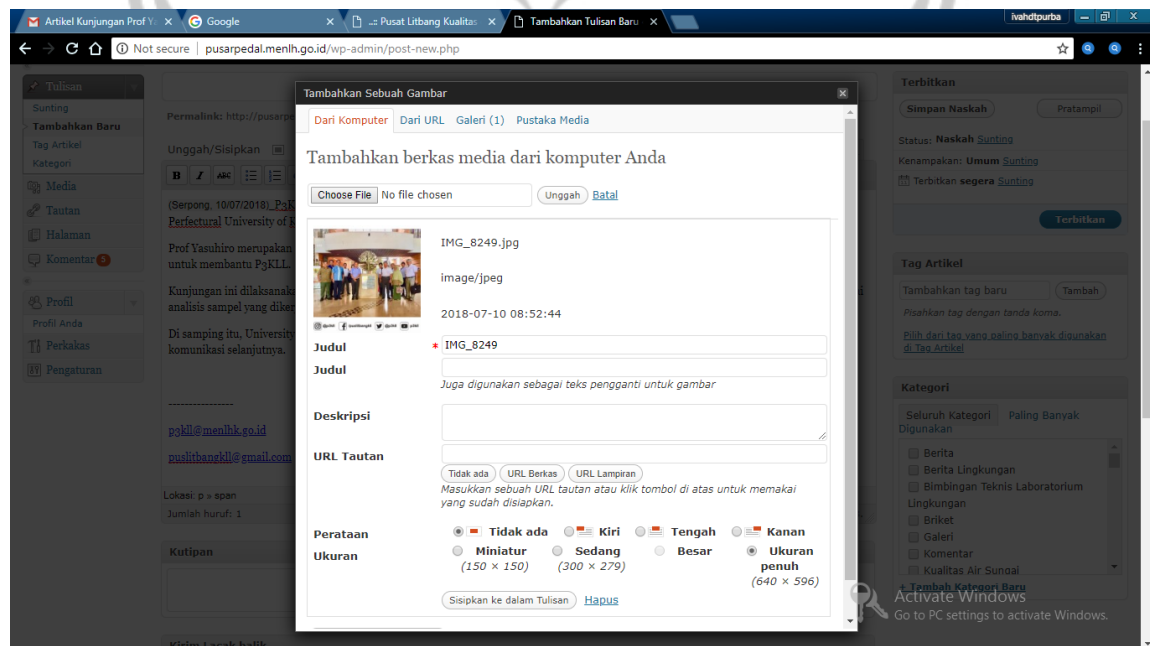 Artikel Kunjungan Prof Ya
Google
..:: Pusat Litbang Kualitas
Tambahkan Tulisan Baru
ivahdtpurba
Not secure | pusarpedal.menlh.go.id/wp-admin/post-new.php
Tulisan
Sunting
Tambahkan Baru
Tag Artikel
Kategori
Media
Tautan
Halaman
Komentar 5
Profil
Profil Anda
Perkakas
Pengaturan
Permalink: http://pusarpe
Unggah/Sisipkan
B I ABC
(Serpong, 10/07/2018) P3K
Perfectural University of K
Prof Yasuhiro merupakan
untuk membantu P3KLL.
Kunjungan ini dilaksanaka
analisis sampel yang diker
Di samping itu, University
komunikasi selanjutnya.
----------------
p3kll@menlhk.go.id
puslitbangkll@gmail.com
Lokasi: p » span
Jumlah huruf: 1
Kutipan
Kirim Lacak balik
Tambahkan Sebuah Gambar
Dari Komputer Dari URL Galeri (1) Pustaka Media
Tambahkan berkas media dari komputer Anda
Choose File No file chosen Unggah Batal
IMG_8249.jpg
image/jpeg
2018-07-10 08:52:44
Judul * IMG_8249
Judul
Juga digunakan sebagai teks pengganti untuk gambar
Deskripsi
URL Tautan
Tidak ada URL Berkas URL Lampiran
Masukkan sebuah URL tautan atau klik tombol di atas untuk memakai
yang sudah disiapkan.
Perataan Tidak ada Kiri Tengah Kanan
Ukuran Miniatur Sedang Besar Ukuran
penuh
(150 × 150) (300 × 279)
(640 × 596)
Sisipkan ke dalam Tulisan Hapus
Terbitkan
Simpan Naskah Pratampil
Status: Naskah Sunting
Kenampakan: Umum Sunting
Terbitkan segera Sunting
Terbitkan
Tag Artikel
Tambahkan tag baru Tambah
Pisahkan tag dengan tanda koma.
Pilih dari tag yang paling banyak digunakan
di Tag Artikel
Kategori
Seluruh Kategori Paling Banyak
Digunakan
Berita
Berita Lingkungan
Bimbingan Teknis Laboratorium
Lingkungan
Briket
Galeri
Komentar
Kualitas Air Sungai
+ Tambah Kategori Baru
Activate Windows
Go to PC settings to activate Windows.